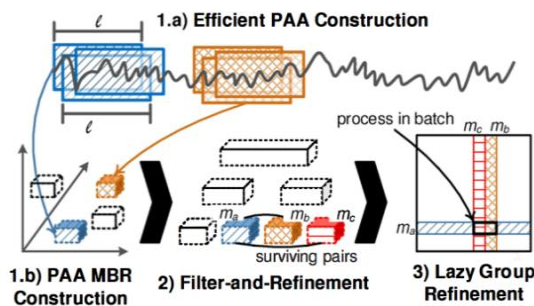 1.a) Efficient PAA Construction
ℓ
ℓ
process in batch
m_c m_b
m_a m_b m_c
m_a
surviving pairs
1.b) PAA MBR
Construction
2) Filter-and-Refinement
3) Lazy Group
Refinement